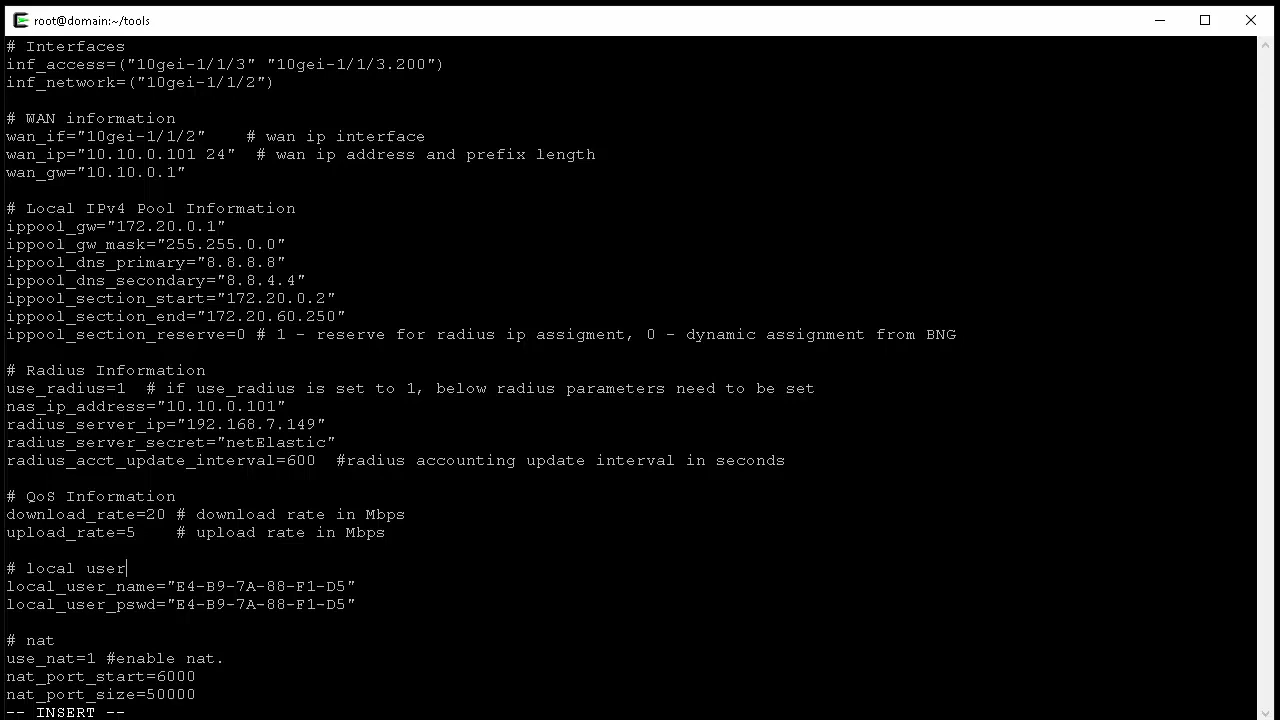 root@domain:~/tools
# Interfaces
inf_access=("10gei-1/1/3" "10gei-1/1/3.200")
inf_network=("10gei-1/1/2")
# WAN information
wan_if="10gei-1/1/2"    # wan ip interface
wan_ip="10.10.0.101 24"  # wan ip address and prefix length
wan_gw="10.10.0.1"
# Local IPv4 Pool Information
ippool_gw="172.20.0.1"
ippool_gw_mask="255.255.0.0"
ippool_dns_primary="8.8.8.8"
ippool_dns_secondary="8.8.4.4"
ippool_section_start="172.20.0.2"
ippool_section_end="172.20.60.250"
ippool_section_reserve=0 # 1 - reserve for radius ip assigment, 0 - dynamic assignment from BNG
# Radius Information
use_radius=1  # if use_radius is set to 1, below radius parameters need to be set
nas_ip_address="10.10.0.101"
radius_server_ip="192.168.7.149"
radius_server_secret="netElastic"
radius_acct_update_interval=600  #radius accounting update interval in seconds
# QoS Information
download_rate=20 # download rate in Mbps
upload_rate=5    # upload rate in Mbps
# local user
local_user_name="E4-B9-7A-88-F1-D5"
local_user_pswd="E4-B9-7A-88-F1-D5"
# nat
use_nat=1 #enable nat.
nat_port_start=6000
nat_port_size=50000
-- INSERT --